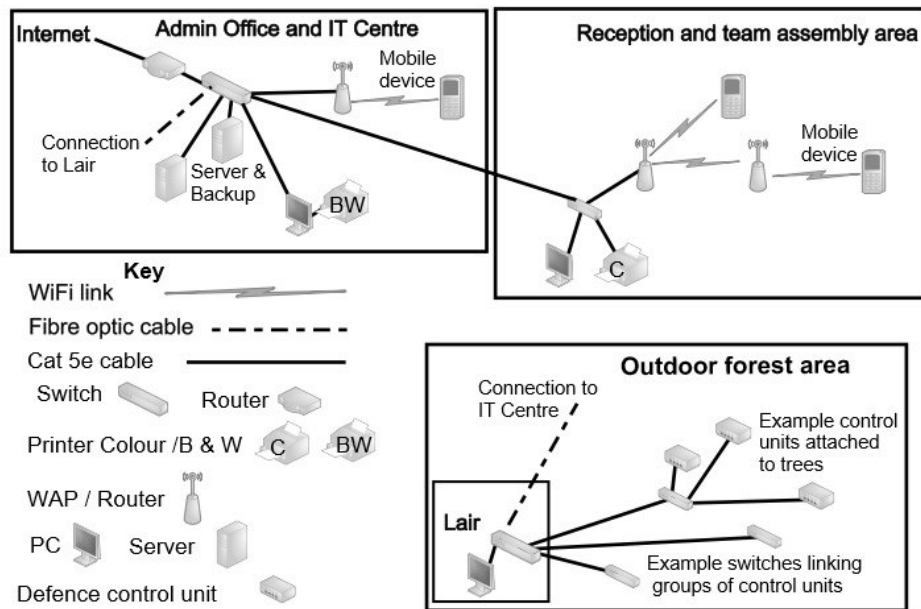 Internet
Admin Office and IT Centre
Mobile
device
Connection
to Lair
Server &
Backup
BW
Reception and team assembly area
Mobile
device
C
Key
WiFi link
Fibre optic cable
Cat 5e cable
Switch
Router
Printer Colour /B & W
C
BW
WAP / Router
PC
Server
Defence control unit
Outdoor forest area
Connection to
IT Centre
Example control
units attached
to trees
Lair
Example switches linking
groups of control units